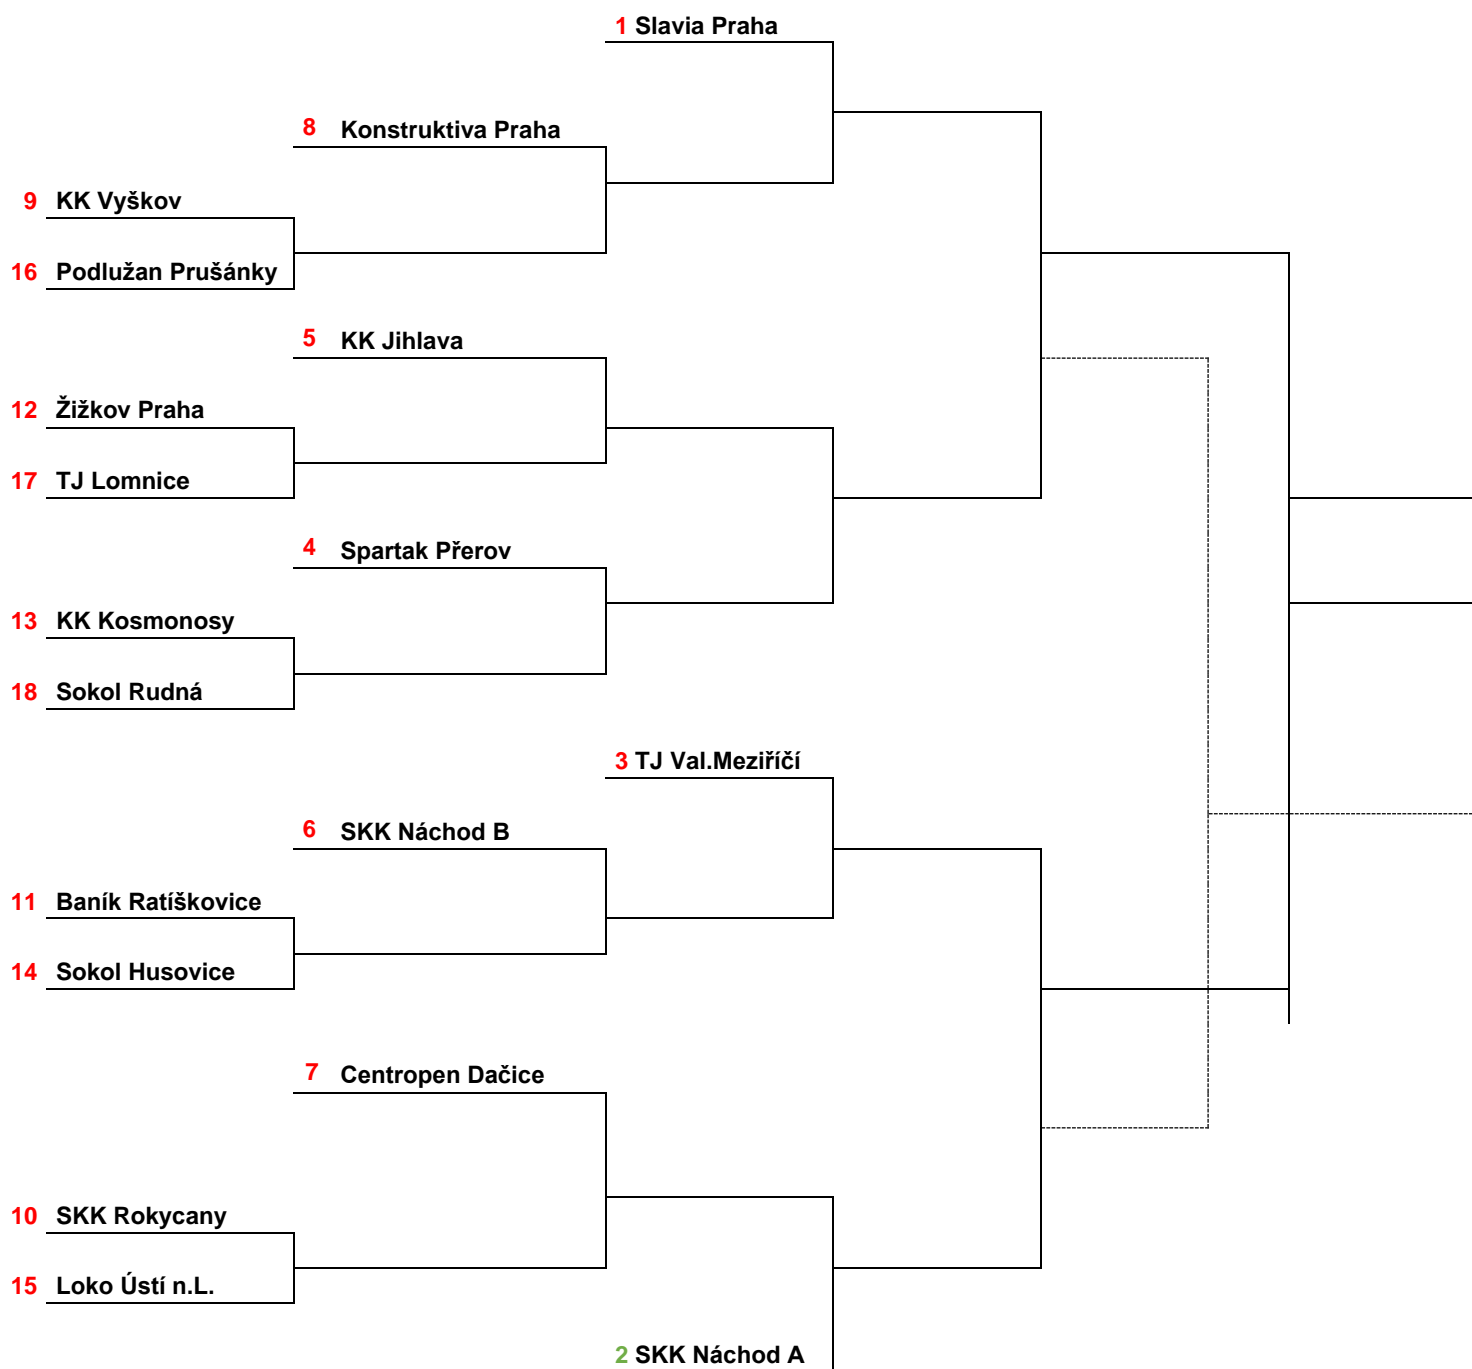 1 Slavia Praha
8 Konstruktiva Praha
9 KK Vyškov
16 Podlužan Prušánky
5 KK Jihlava
12 Žižkov Praha
17 TJ Lomnice
4 Spartak Přerov
13 KK Kosmonosy
18 Sokol Rudná
3 TJ Val.Meziříčí
6 SKK Náchod B
11 Baník Ratíškovice
14 Sokol Husovice
7 Centropen Dačice
10 SKK Rokycany
15 Loko Ústí n.L.
2 SKK Náchod A